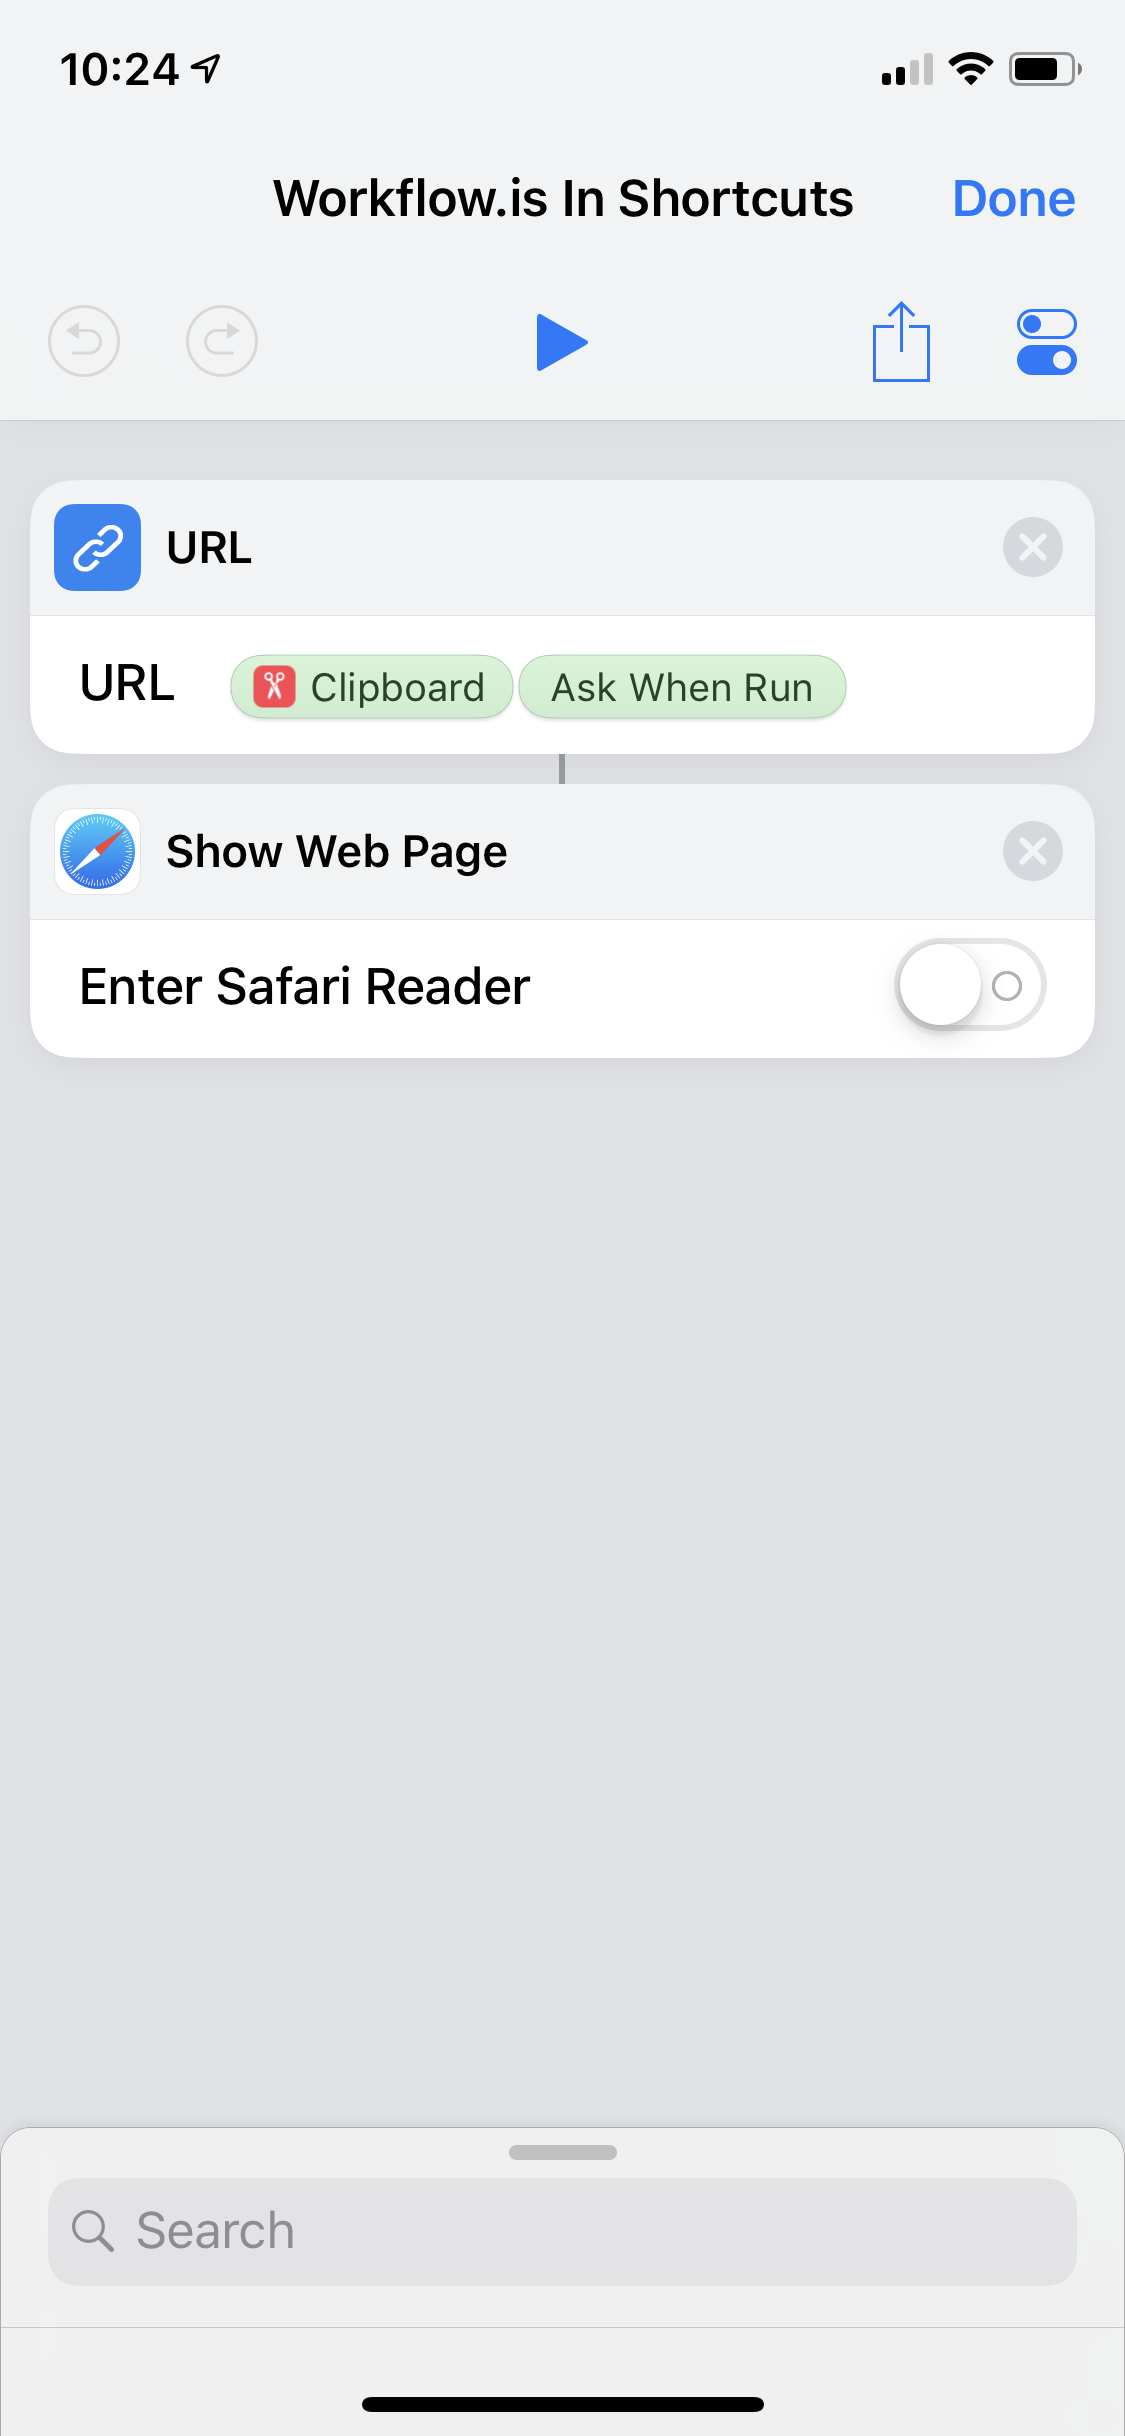 10:24
Workflow.is In Shortcuts Done
URL
URL Clipboard Ask When Run
Show Web Page
Enter Safari Reader
Search